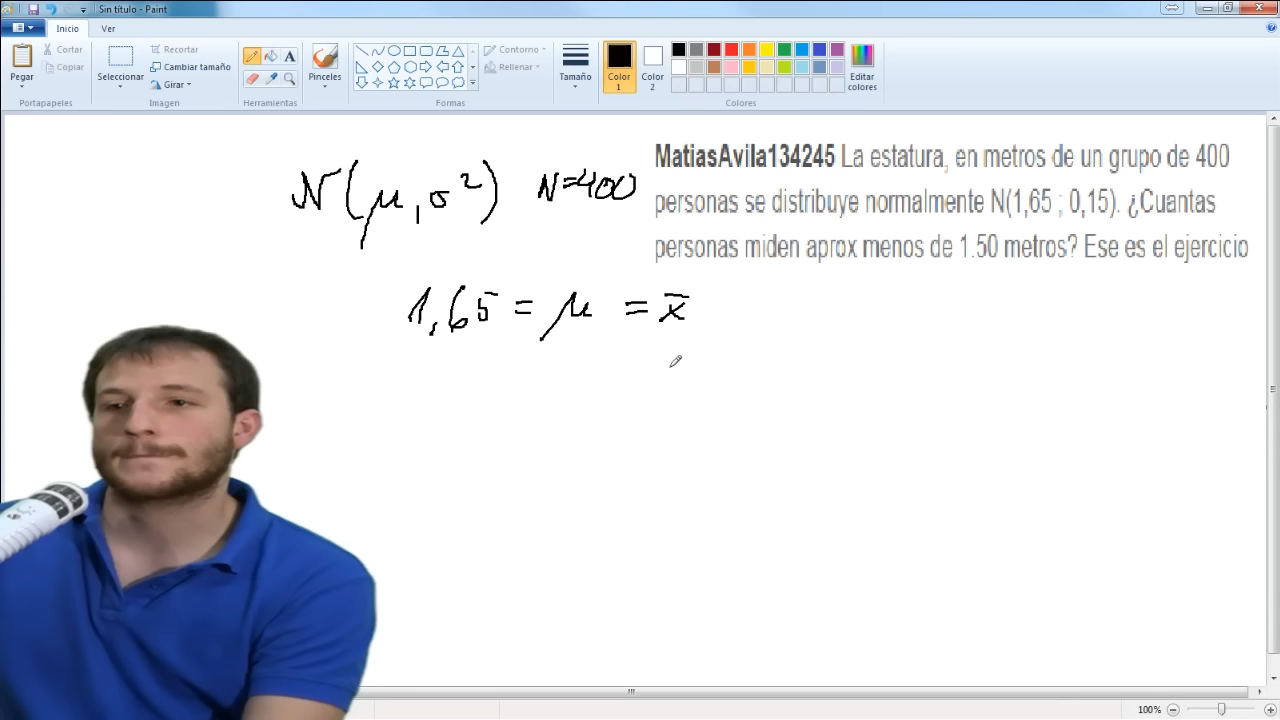 Sin título - Paint
Inicio Ver
Pegar
Cortar
Copiar
Portapapeles
Seleccionar
Recortar
Cambiar tamaño
Girar
Imagen
A
Herramientas
Pinceles
Contorno
Rellenar
Formas
Tamaño
Color 1
Color 2
Editar colores
Colores
N(μ,σ²) N=400
MatiasAvila134245 La estatura, en metros de un grupo de 400
personas se distribuye normalmente N(1,65 ; 0,15). ¿Cuantas
personas miden aprox menos de 1.50 metros? Ese es el ejercicio
1,65 = μ = x̄
100%